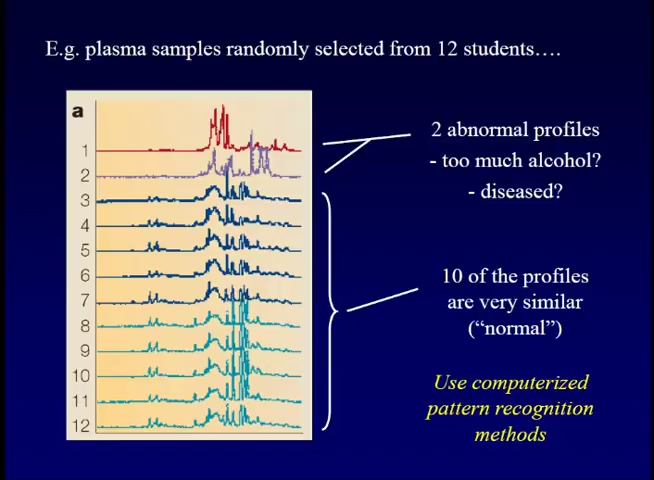 E.g. plasma samples randomly selected from 12 students….
a
1
2
3
4
5
6
7
8
9
10
11
12
2 abnormal profiles
- too much alcohol?
- diseased?
10 of the profiles
are very similar
(“normal”)
Use computerized
pattern recognition
methods